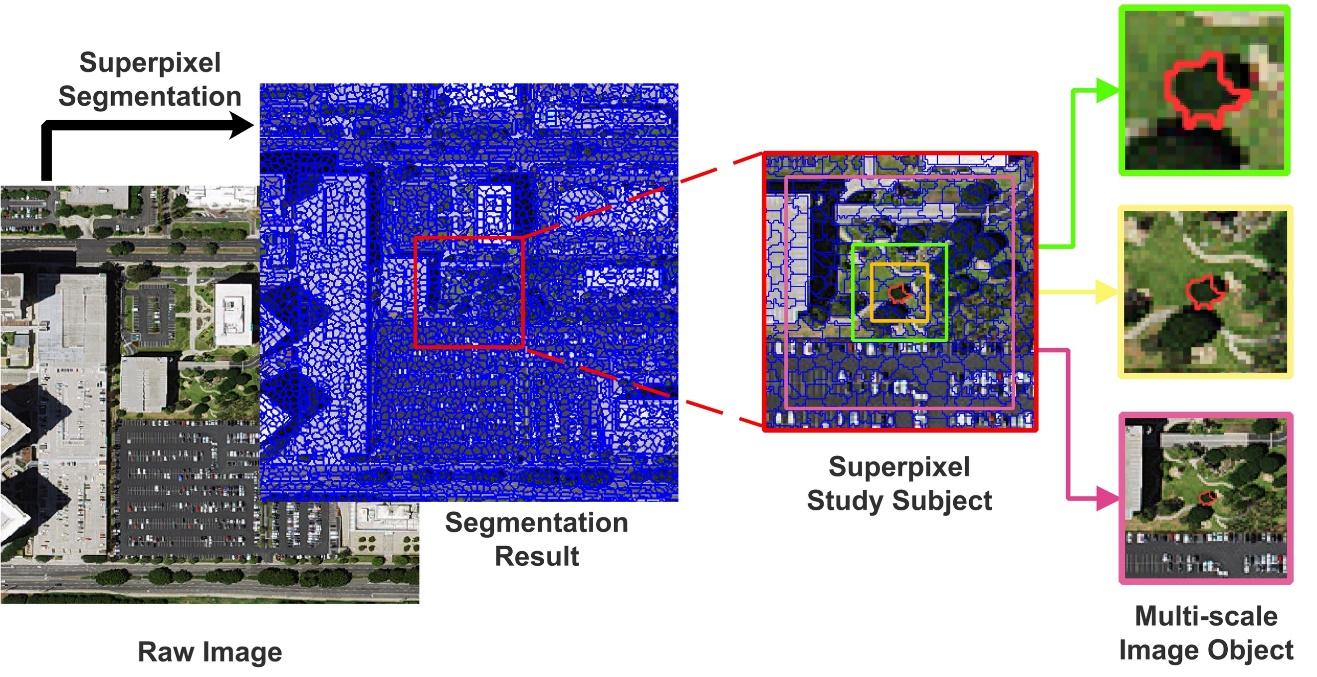 Superpixel
Segmentation
Segmentation
Result
Superpixel
Study Subject
Raw Image
Multi-scale
Image Object